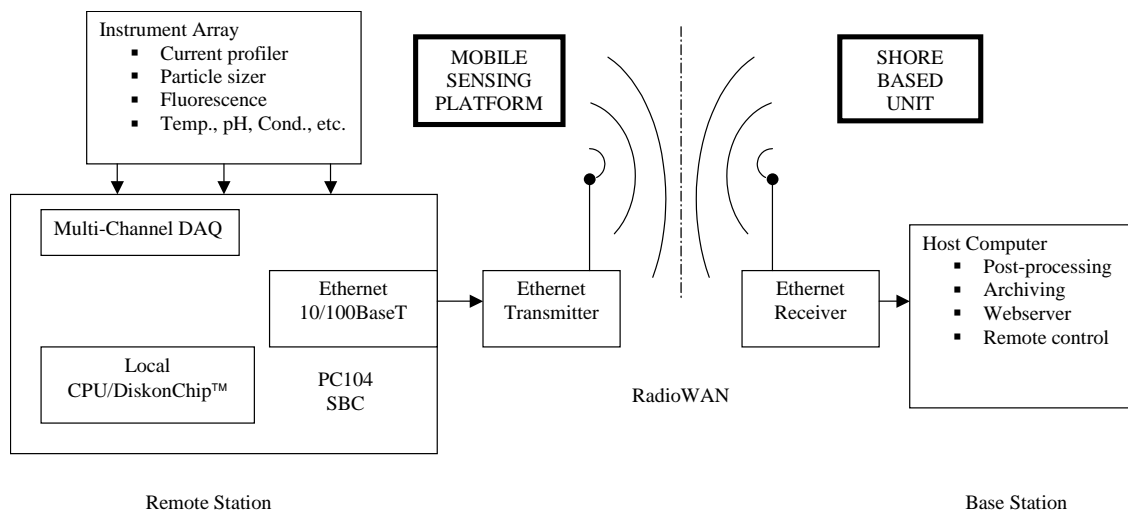 Instrument Array
▪ Current profiler
▪ Particle sizer
▪ Fluorescence
▪ Temp., pH, Cond., etc.
MOBILE
SENSING
PLATFORM
SHORE
BASED
UNIT
Multi-Channel DAQ
Ethernet
10/100BaseT
Local
CPU/DiskonChip™
PC104
SBC
Ethernet
Transmitter
Ethernet
Receiver
Host Computer
▪ Post-processing
▪ Archiving
▪ Webserver
▪ Remote control
RadioWAN
Remote Station
Base Station